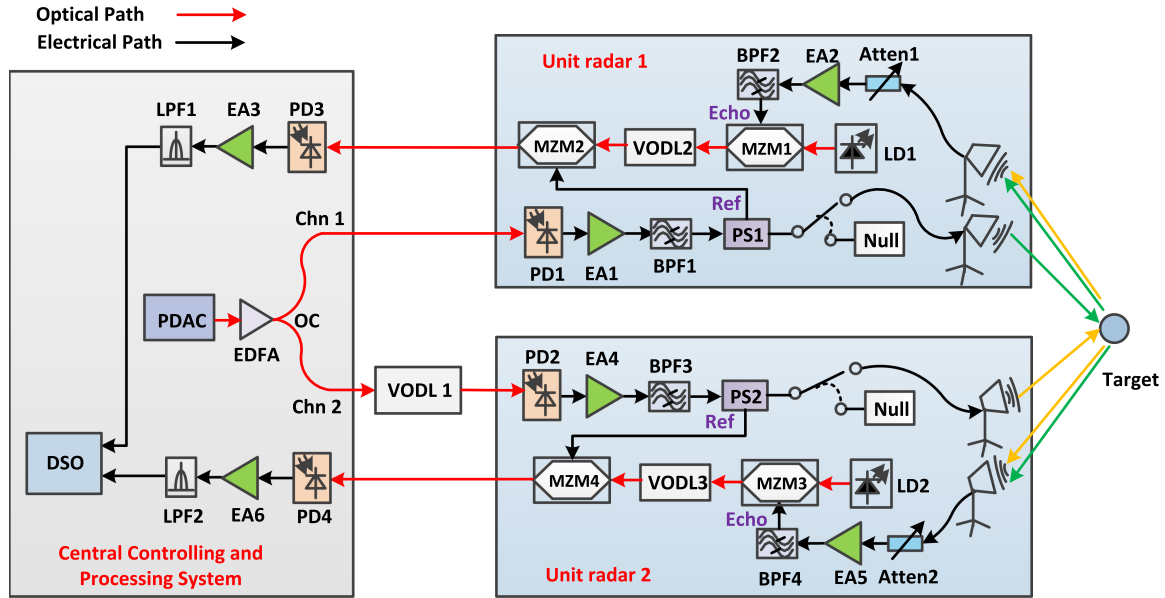 Optical Path
Electrical Path
Unit radar 1
BPF2
EA2
Atten1
LPF1
EA3
PD3
Echo
MZM2
VODL2
MZM1
LD1
Ref
Chn 1
PD1
EA1
BPF1
PS1
Null
PDAC
EDFA
OC
Chn 2
VODL 1
PD2
EA4
BPF3
PS2
Null
Ref
Target
DSO
LPF2
EA6
PD4
MZM4
VODL3
MZM3
LD2
Echo
BPF4
EA5
Atten2
Central Controlling and
Processing System
Unit radar 2